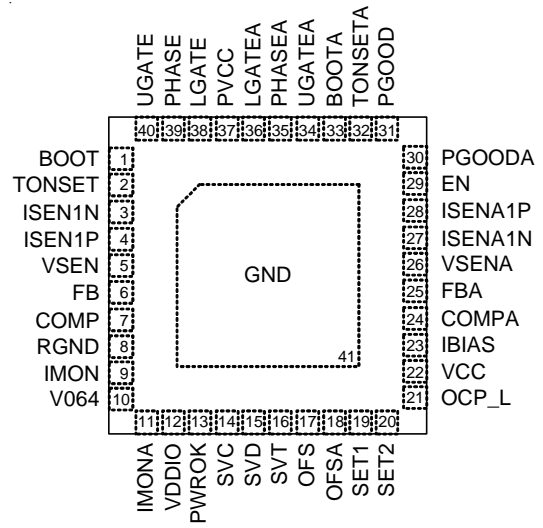 UGATE
PHASE
LGATE
PVCC
LGATEA
PHASEA
UGATEA
BOOTA
TONSETA
PGOOD
40 39 38 37 36 35 34 33 32 31
BOOT 1
TONSET 2
ISEN1N 3
ISEN1P 4
VSEN 5
FB 6
COMP 7
RGND 8
IMON 9
V064 10
GND
41
30 PGOODA
29 EN
28 ISENA1P
27 ISENA1N
26 VSENA
25 FBA
24 COMPA
23 IBIAS
22 VCC
21 OCP_L
11 12 13 14 15 16 17 18 19 20
IMONA
VDDIO
PWROK
SVC
SVD
SVT
OFS
OFSA
SET1
SET2